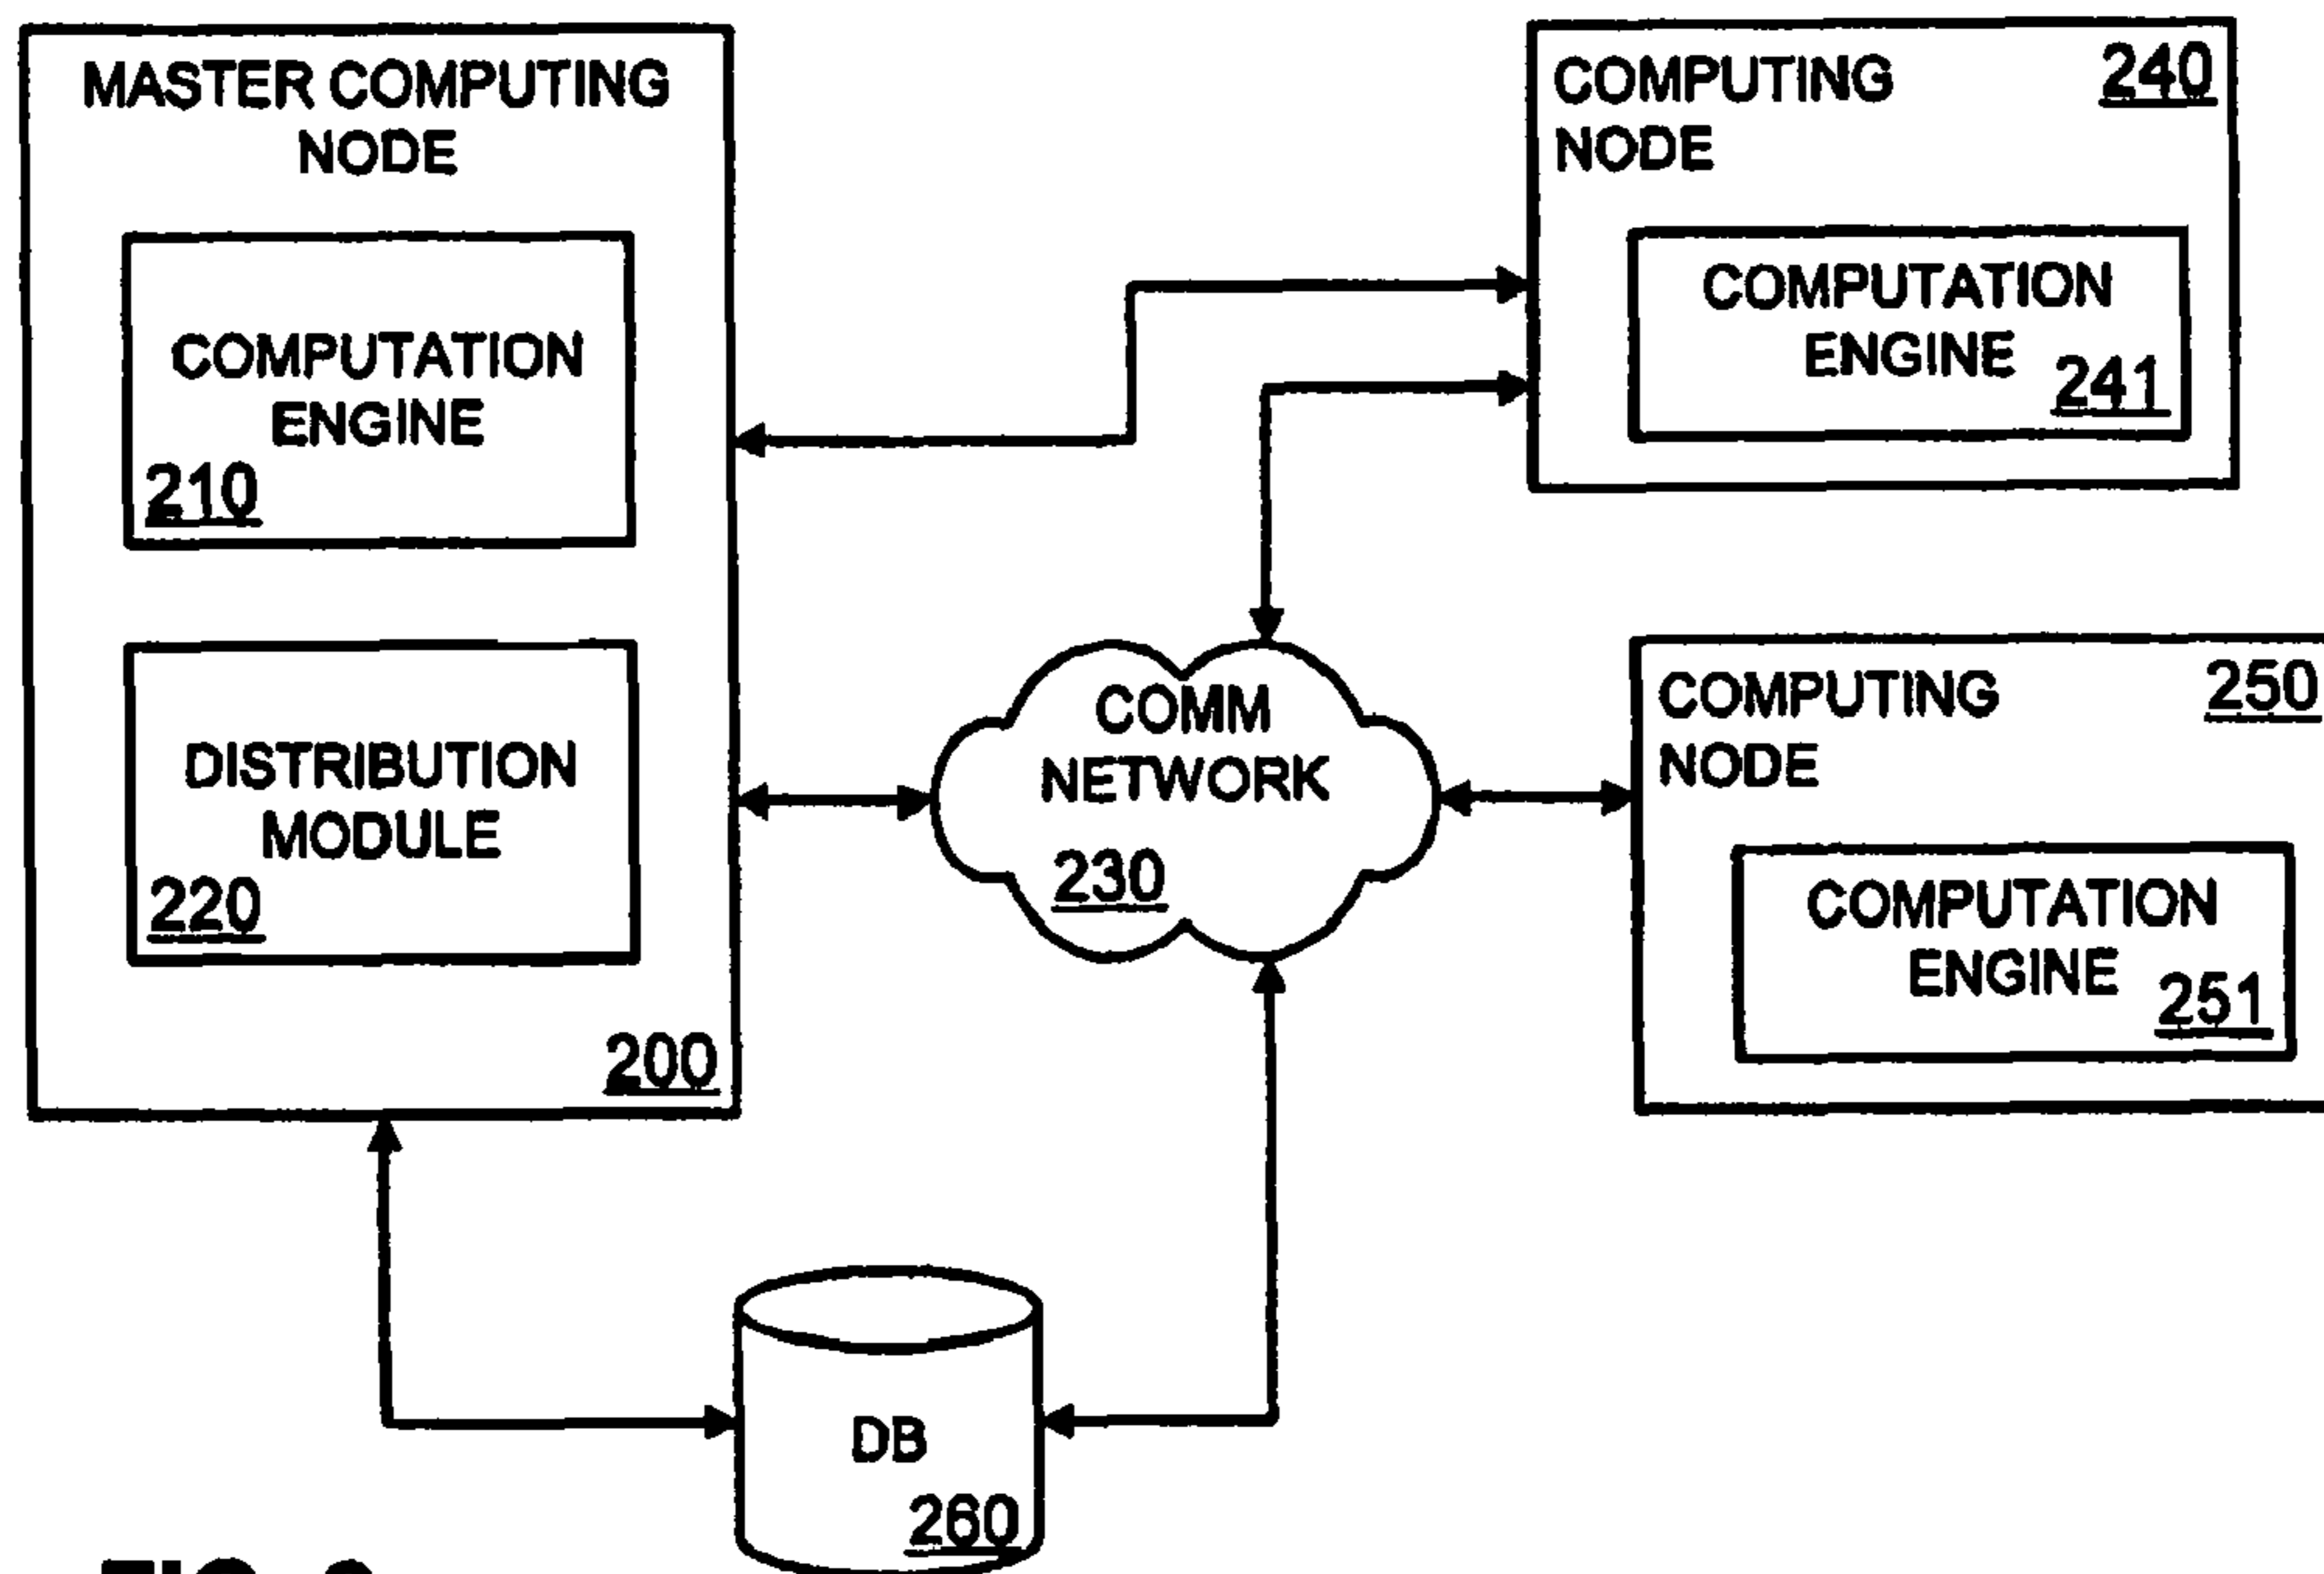 MASTER COMPUTING
NODE
COMPUTATION
ENGINE
210
DISTRIBUTION
MODULE
220
200
COMPUTING
NODE
240
COMPUTATION
ENGINE
241
COMM
NETWORK
230
COMPUTING
NODE
250
COMPUTATION
ENGINE
251
DB
260